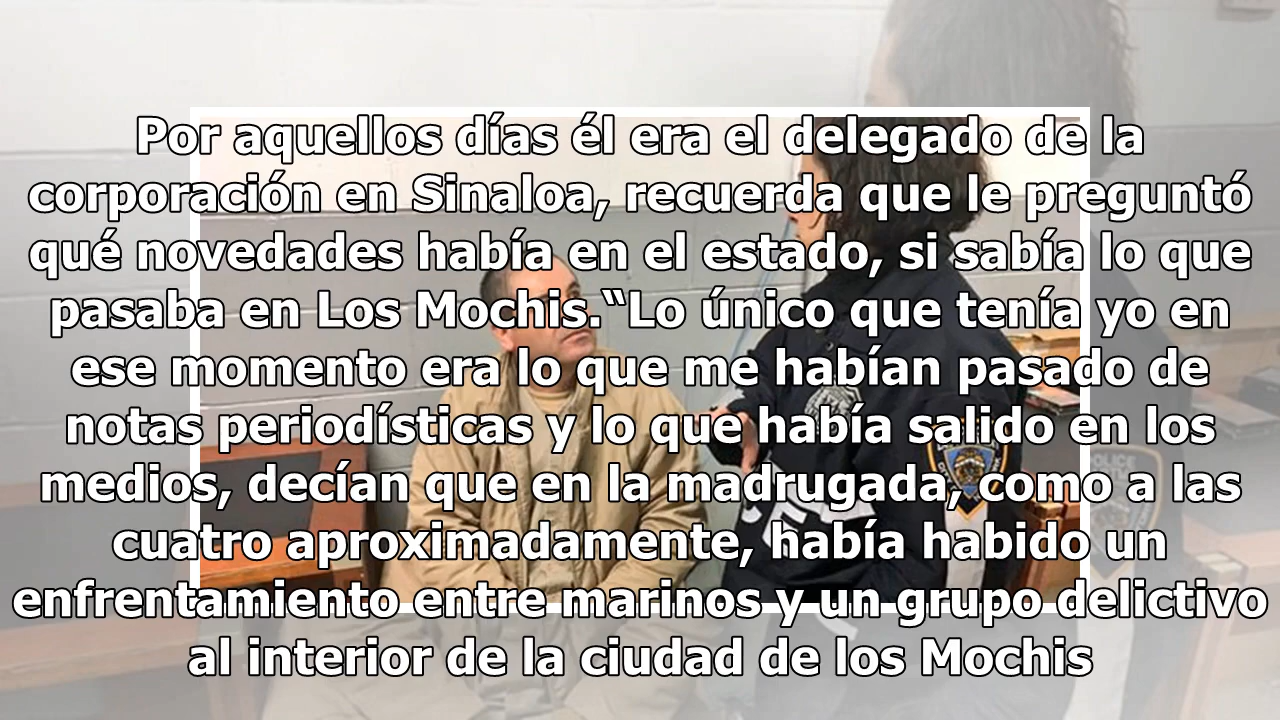 Por aquellos días él era el delegado de la
corporación en Sinaloa, recuerda que le preguntó
qué novedades había en el estado, si sabía lo que
pasaba en Los Mochis.“Lo único que tenía yo en
ese momento era lo que me habían pasado de
notas periodísticas y lo que había salido en los
medios, decían que en la madrugada, como a las
cuatro aproximadamente, había habido un
enfrentamiento entre marinos y un grupo delictivo
al interior de la ciudad de los Mochis